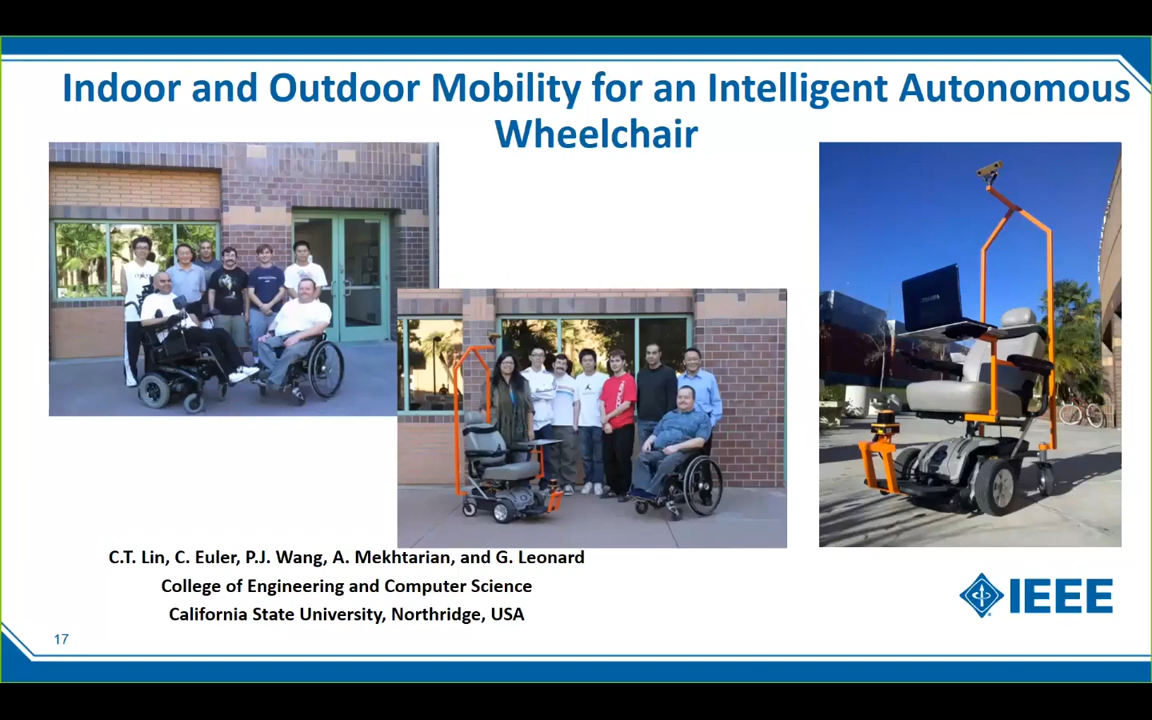 Indoor and Outdoor Mobility for an Intelligent Autonomous
Wheelchair
C.T. Lin, C. Euler, P.J. Wang, A. Mekhtarian, and G. Leonard
College of Engineering and Computer Science
California State University, Northridge, USA
IEEE
17